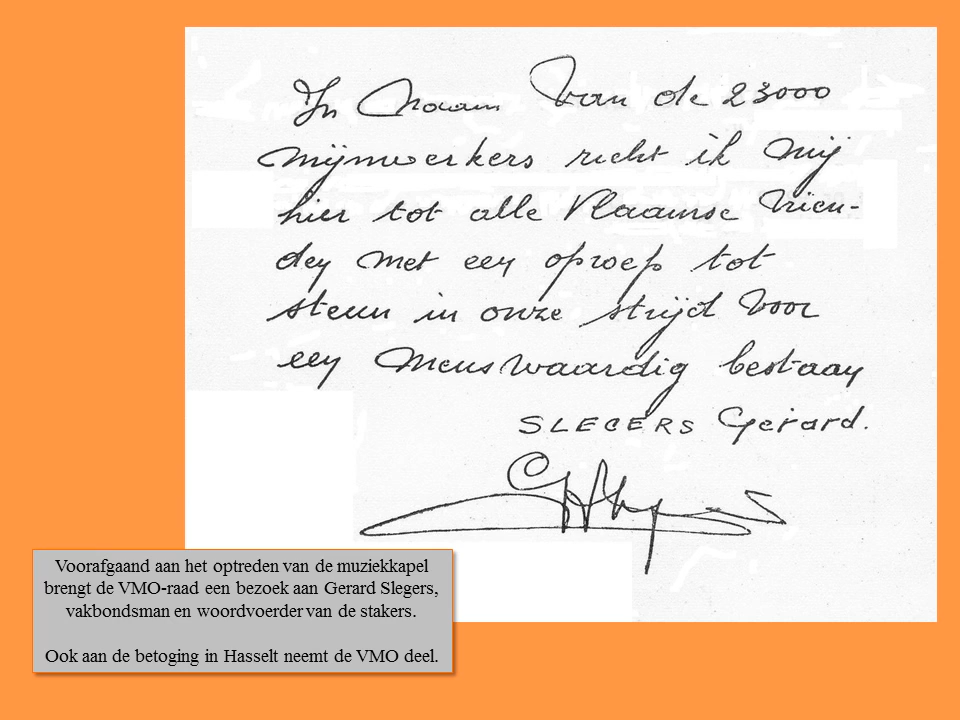 In Naam Van de 23000
mijnwerkers richt ik mij
hier tot alle Vlaamse Vrien-
den met een oproep tot
steun in onze strijd Voor
een Menswaardig bestaan
SLEGERS Gerard.
Voorafgaand aan het optreden van de muziekkapel
brengt de VMO-raad een bezoek aan Gerard Slegers,
vakbondsman en woordvoerder van de stakers.
Ook aan de betoging in Hasselt neemt de VMO deel.